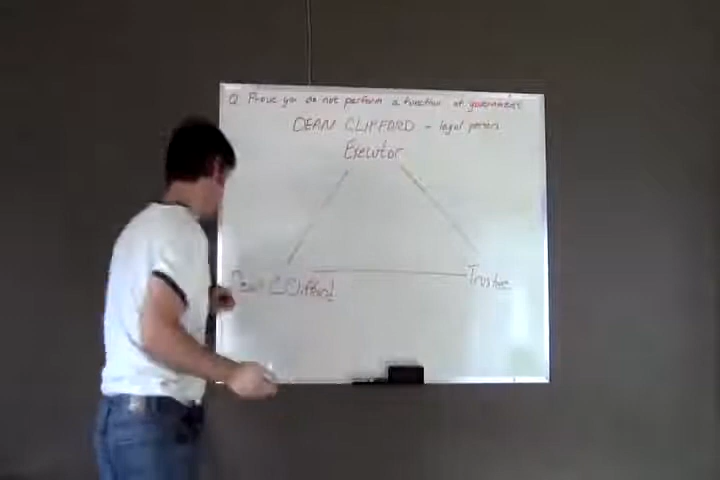 Q Prove you do not perform a function of government
DEAN CLIFFORD - legal person
Executor
Dean C Clifford Trustee